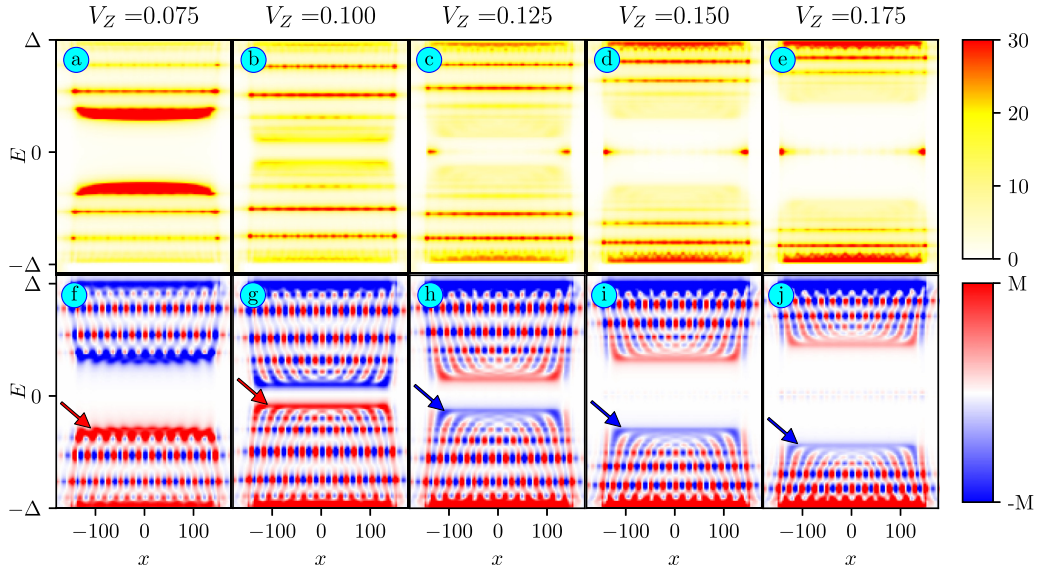 V_Z =0.075 V_Z =0.100 V_Z =0.125 V_Z =0.150 V_Z =0.175
Δ
a b c d e
E 0
−Δ
30
20
10
0
Δ
f g h i j
E 0
−Δ
M
-M
−100 0 100 −100 0 100 −100 0 100 −100 0 100 −100 0 100
x x x x x